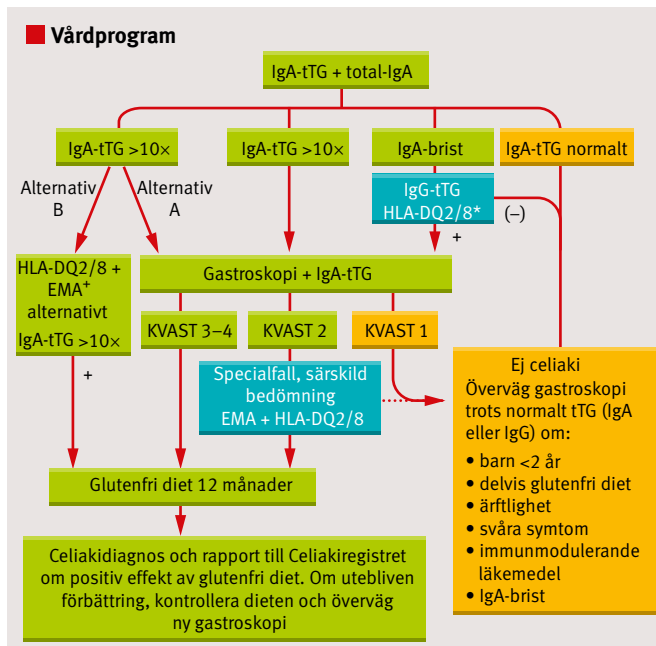 Vårdprogram
IgA-tTG + total-IgA
IgA-tTG >10×
IgA-tTG >10×
IgA-brist
IgA-tTG normalt
Alternativ
B
Alternativ
A
IgG-tTG
HLA-DQ2/8*
(–)
+
HLA-DQ2/8 +
EMA+
alternativt
IgA-tTG >10×
+
Gastroskopi + IgA-tTG
KVAST 3–4
KVAST 2
KVAST 1
Specialfall, särskild
bedömning
EMA + HLA-DQ2/8
Ej celiaki
Överväg gastroskopi
trots normalt tTG (IgA
eller IgG) om:
• barn <2 år
• delvis glutenfri diet
• ärftlighet
• svåra symtom
• immunmodulerande
läkemedel
• IgA-brist
Glutenfri diet 12 månader
Celiakidiagnos och rapport till Celiakiregistret
om positiv effekt av glutenfri diet. Om utebliven
förbättring, kontrollera dieten och överväg
ny gastroskopi